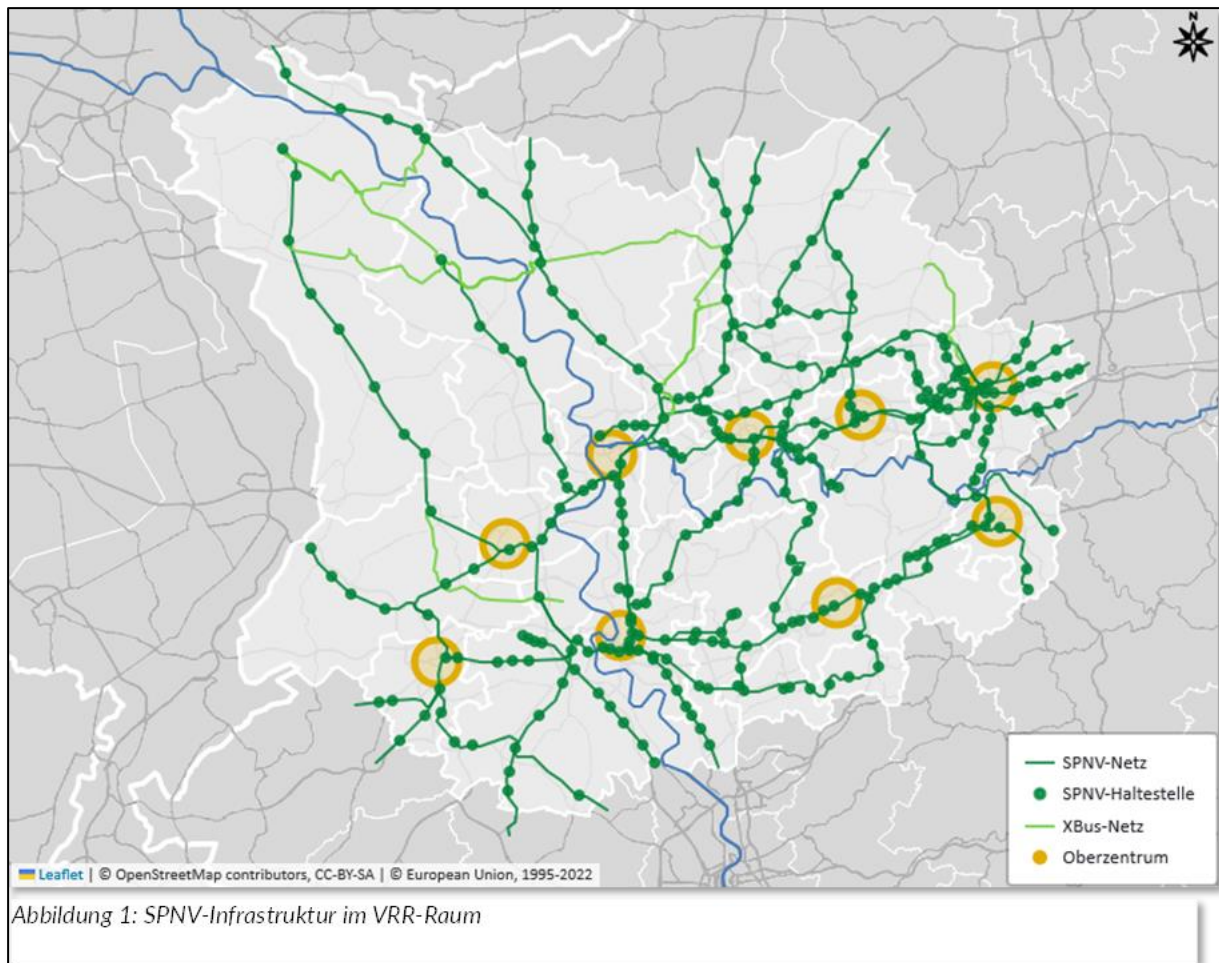 N
SPNV-Netz
SPNV-Haltestelle
XBus-Netz
Oberzentrum
Leaflet | © OpenStreetMap contributors, CC-BY-SA | © European Union, 1995-2022
Abbildung 1: SPNV-Infrastruktur im VRR-Raum